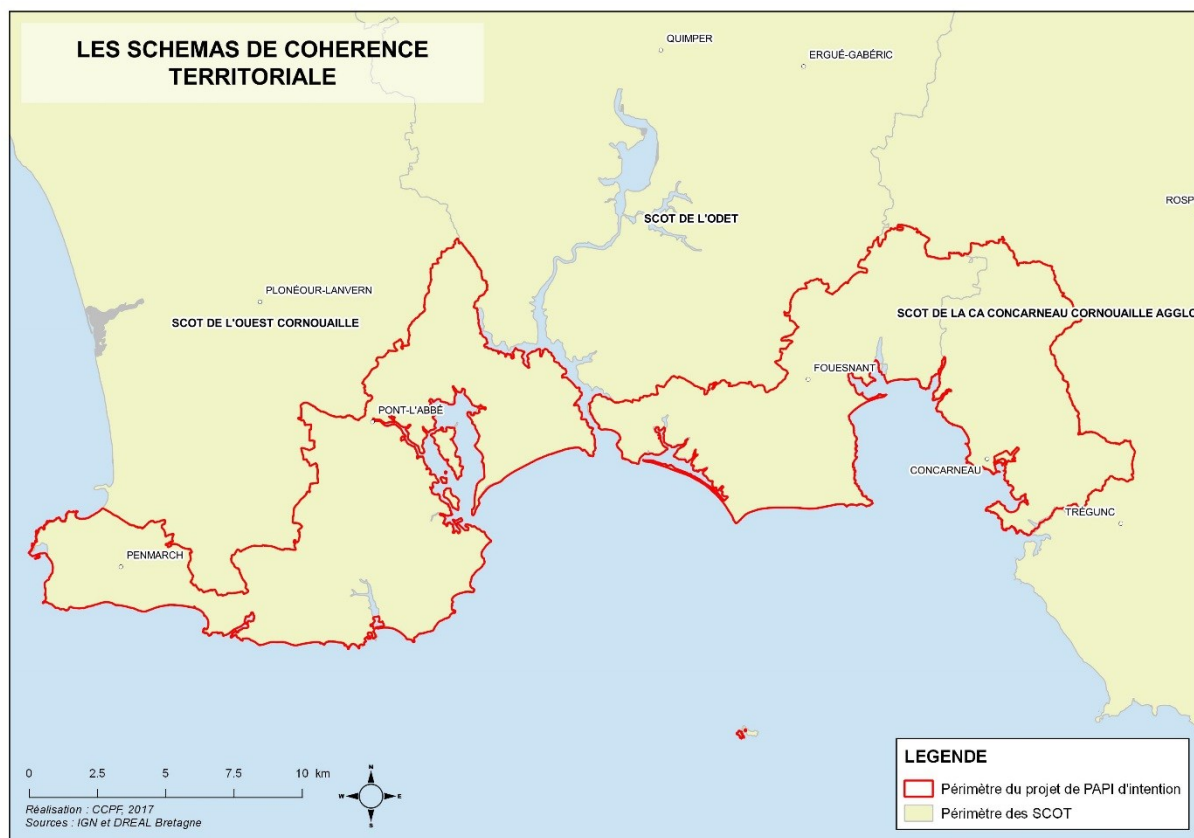 LES SCHEMAS DE COHERENCE
TERRITORIALE
QUIMPER
ERGUÉ-GABÉRIC
ROSP
SCOT DE L'ODET
PLONÉOUR-LANVERN
SCOT DE L'OUEST CORNOUAILLE
SCOT DE LA CA CONCARNEAU CORNOUAILLE AGGLO
FOUESNANT
PONT-L'ABBÉ
CONCARNEAU
TRÉGUNC
PENMARCH
LEGENDE
Périmètre du projet de PAPI d'intention
Périmètre des SCOT
0 2.5 5 7.5 10 km
N
W E
S
Réalisation : CCPF, 2017
Sources : IGN et DREAL Bretagne